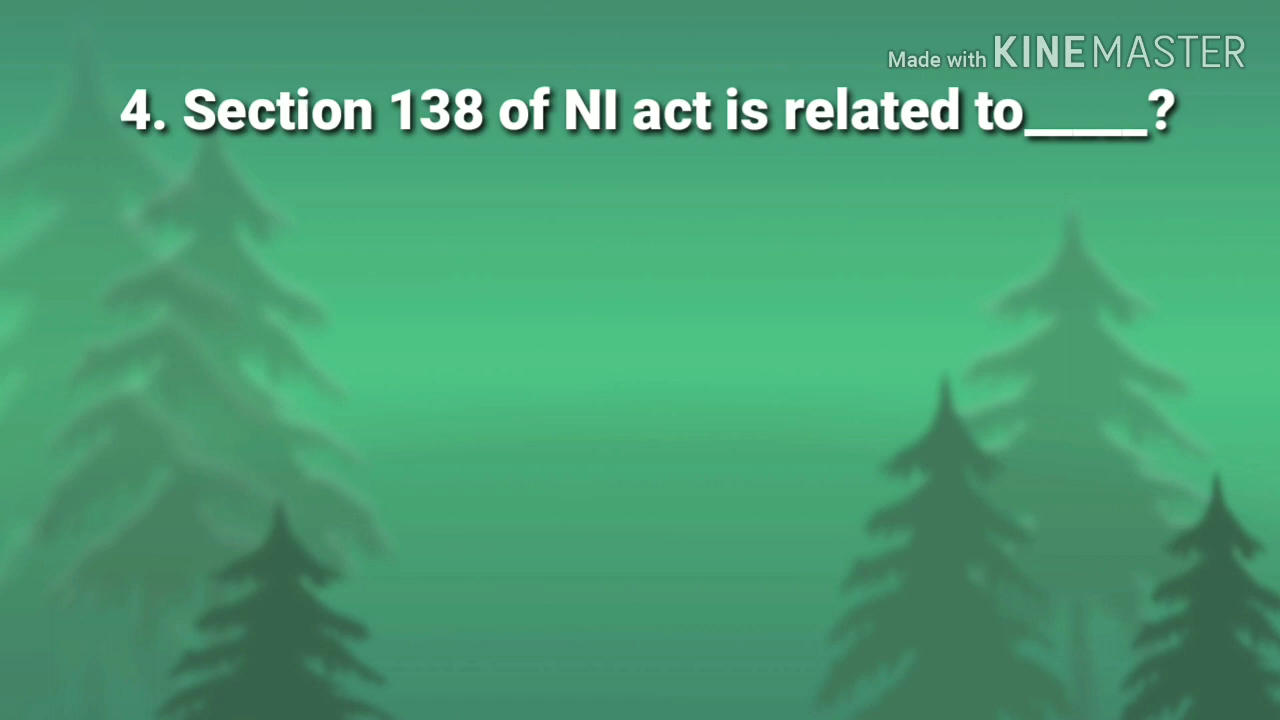 Made with KINEMASTER
4. Section 138 of NI act is related to_____?